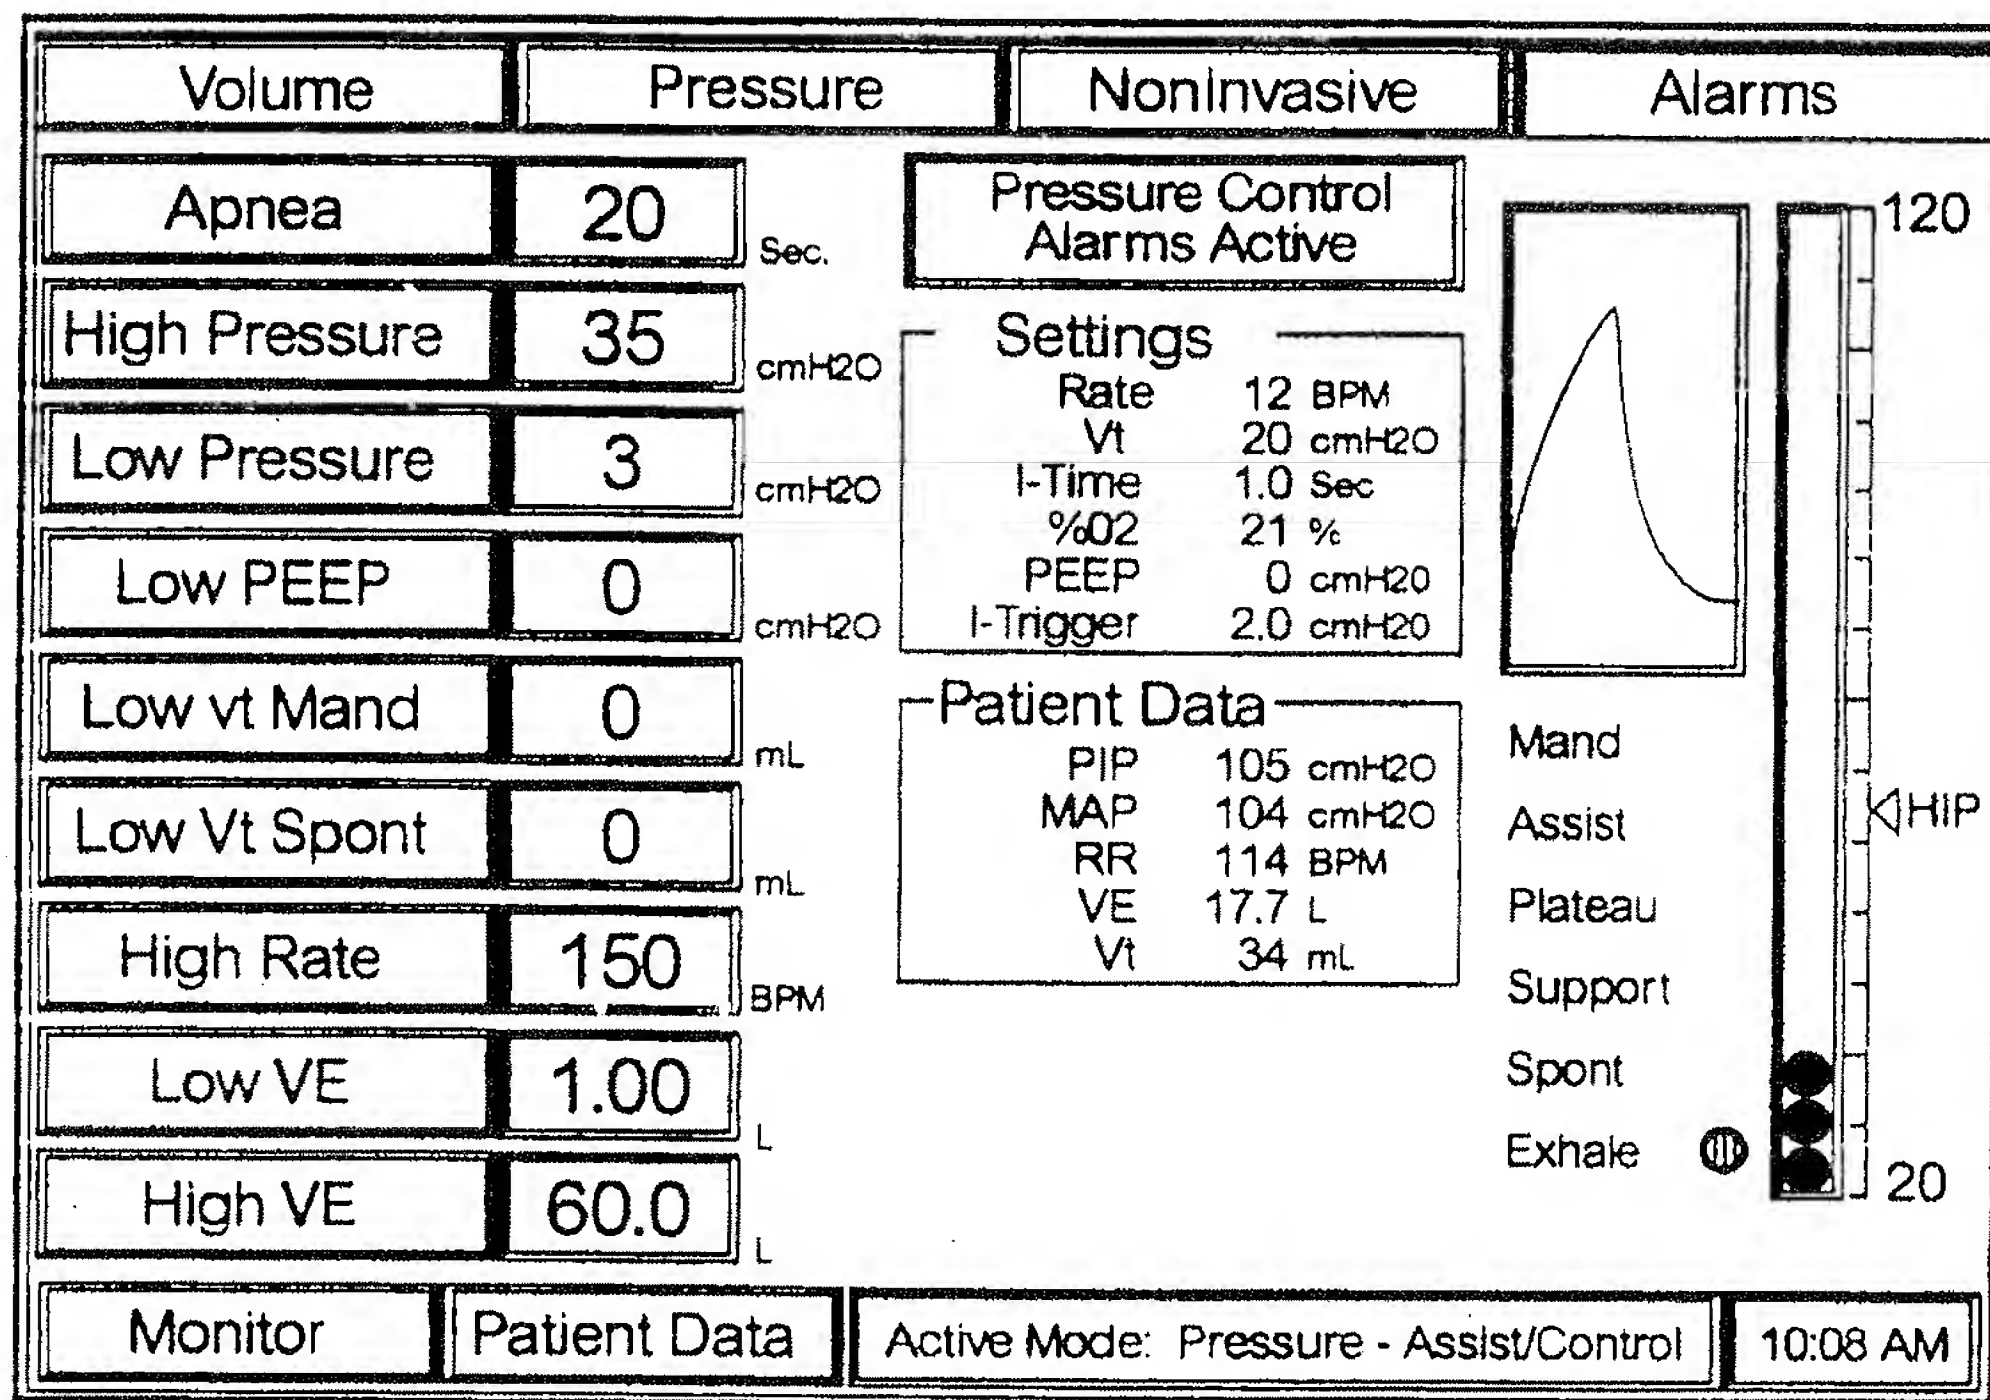 Volume Pressure NonInvasive Alarms
Apnea 20 Sec.
High Pressure 35 cmH2O
Low Pressure 3 cmH2O
Low PEEP 0 cmH2O
Low vt Mand 0 mL
Low Vt Spont 0 mL
High Rate 150 BPM
Low VE 1.00 L
High VE 60.0 L
Pressure Control
Alarms Active
Settings
Rate 12 BPM
Vt 20 cmH2O
I-Time 1.0 Sec
%02 21 %
PEEP 0 cmH20
I-Trigger 2.0 cmH20
Patient Data
PIP 105 cmH2O
MAP 104 cmH2O
RR 114 BPM
VE 17.7 L
Vt 34 mL
Mand
Assist
Plateau
Support
Spont
Exhale
120
HIP
20
Monitor Patient Data Active Mode: Pressure - Assist/Control 10:08 AM